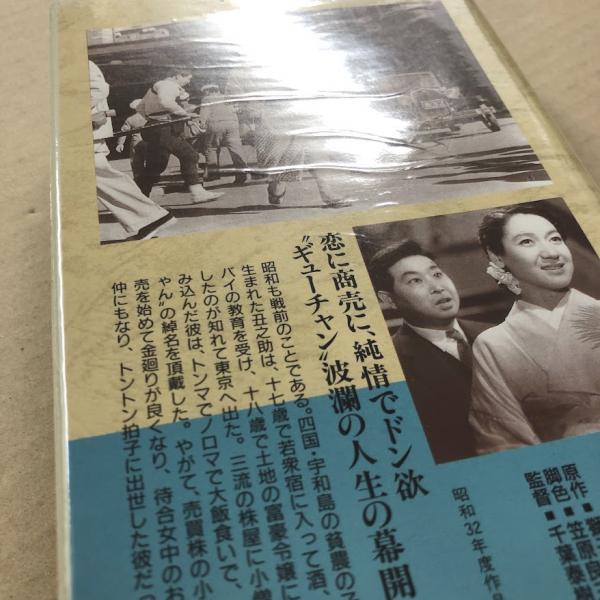 恋に商売に、純情でドン欲
〝ギューチャン〟波瀾の人生の幕開
昭和も戦前のことである。四国・宇和島の貧農の子
生まれた丑之助は、十七歳で若衆宿に入って酒、
バイの教育を受け、十八歳で土地の富豪令嬢に
したのが知れて東京へ出た。三流の株屋に小僧
み込んだ彼は、トンマでノロマで大飯食いで、
ゃん〟の綽名を頂戴した。やがて、売買株の小
売を始めて金廻りが良くなり、待合女中のお
仲にもなり、トントン拍子に出世した彼だっ
原作■獅
脚色■笠原良
監督■千葉泰樹
昭和32年度作品